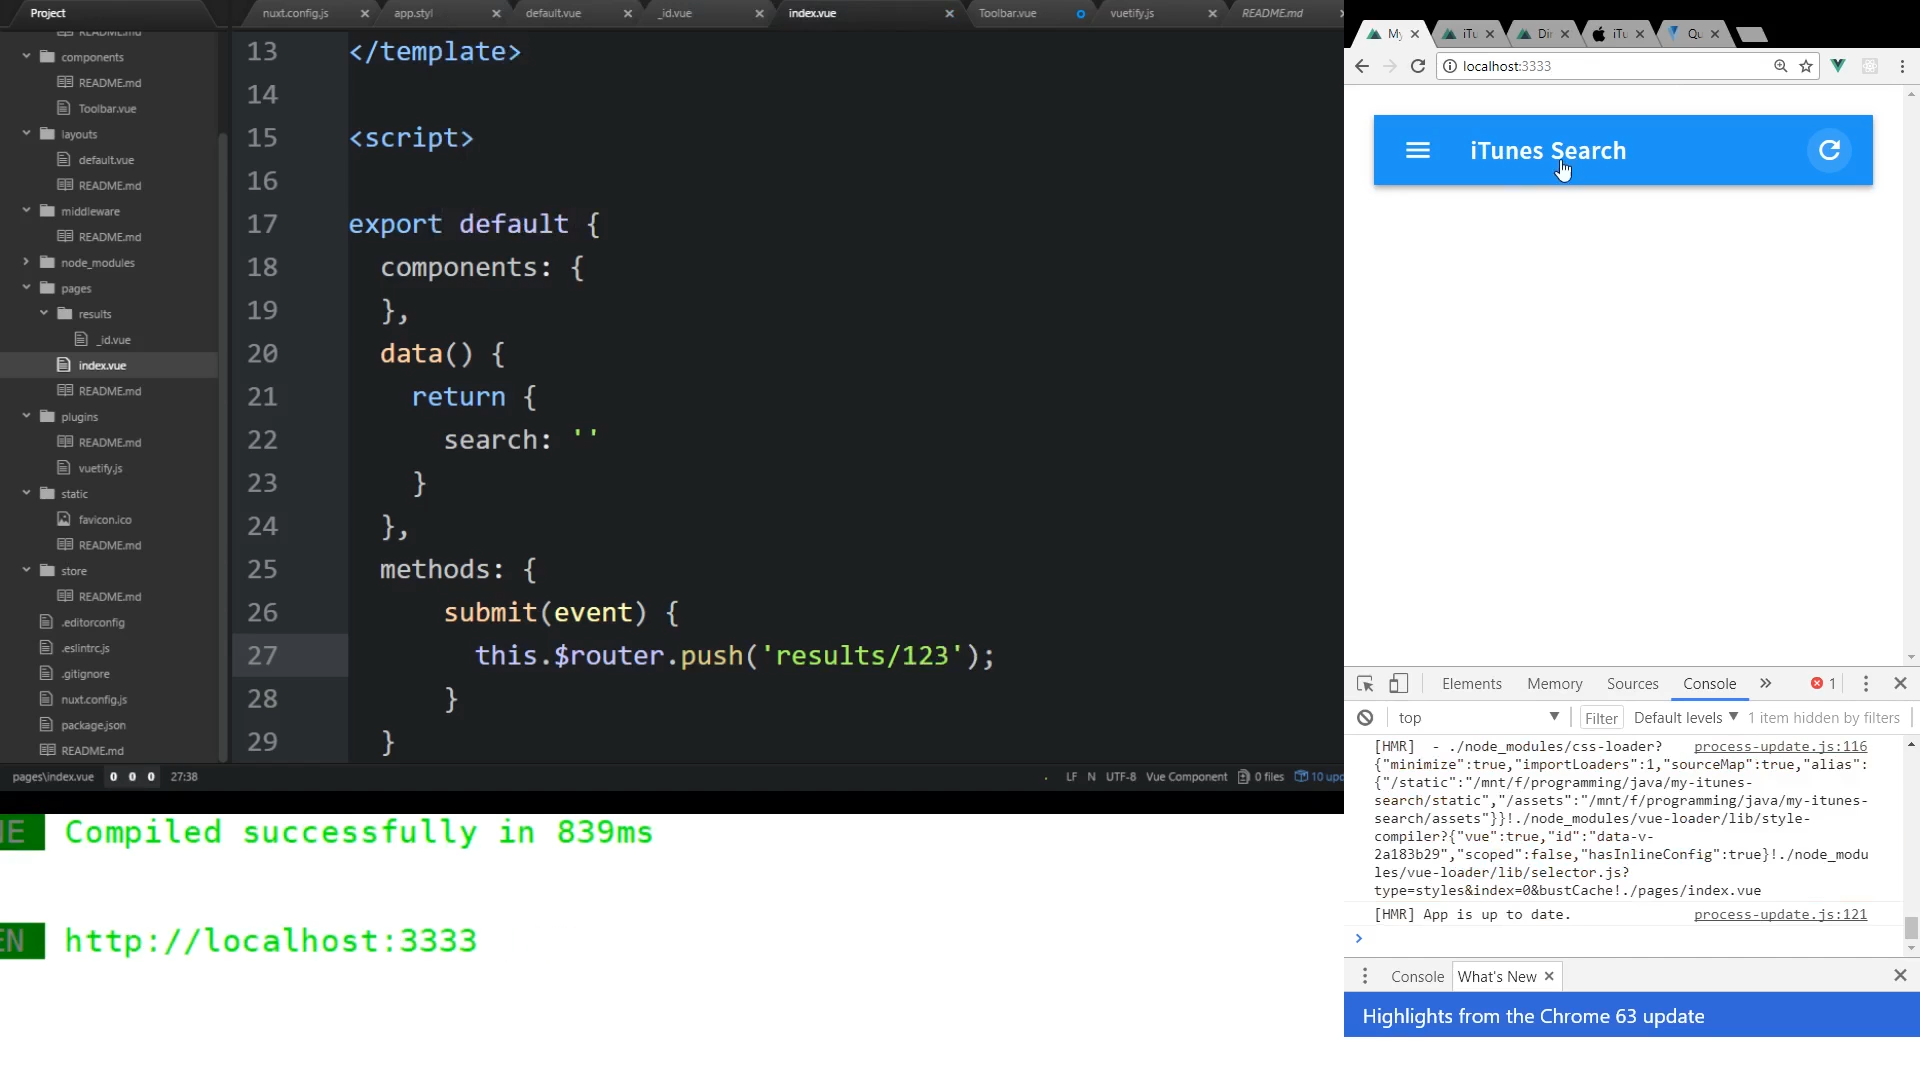 Project
nuxt.config.js
app.styl
default.vue
_id.vue
index.vue
Toolbar.vue
vuetify.js
README.md
README.md
components
README.md
Toolbar.vue
layouts
default.vue
README.md
middleware
README.md
node_modules
pages
results
_id.vue
index.vue
README.md
plugins
README.md
vuetify.js
static
favicon.ico
README.md
store
README.md
.editorconfig
.eslintrc.js
.gitignore
nuxt.config.js
package.json
README.md
13 </template>
14
15 <script>
16
17 export default {
18 components: {
19 },
20 data() {
21 return {
22 search: ''
23 }
24 },
25 methods: {
26 submit(event) {
27 this.$router.push('results/123');
28 }
29 }
pages\index.vue 0 0 0 27:38
LF N UTF-8 Vue Component 0 files 10 upd
Compiled successfully in 839ms
EN http://localhost:3333
My iTu Dir iTu Qu
localhost:3333
iTunes Search
Elements Memory Sources Console 1
top Filter Default levels 1 item hidden by filters
[HMR] - ./node_modules/css-loader? process-update.js:116
{"minimize":true,"importLoaders":1,"sourceMap":true,"alias":
{"/static":"/mnt/f/programming/java/my-itunes-
search/static","/assets":"/mnt/f/programming/java/my-itunes-
search/assets"}}!./node_modules/vue-loader/lib/style-
compiler?{"vue":true,"id":"data-v-
2a183b29","scoped":false,"hasInlineConfig":true}!./node_modu
les/vue-loader/lib/selector.js?
type=styles&index=0&bustCache!./pages/index.vue
[HMR] App is up to date. process-update.js:121
Console What's New
Highlights from the Chrome 63 update